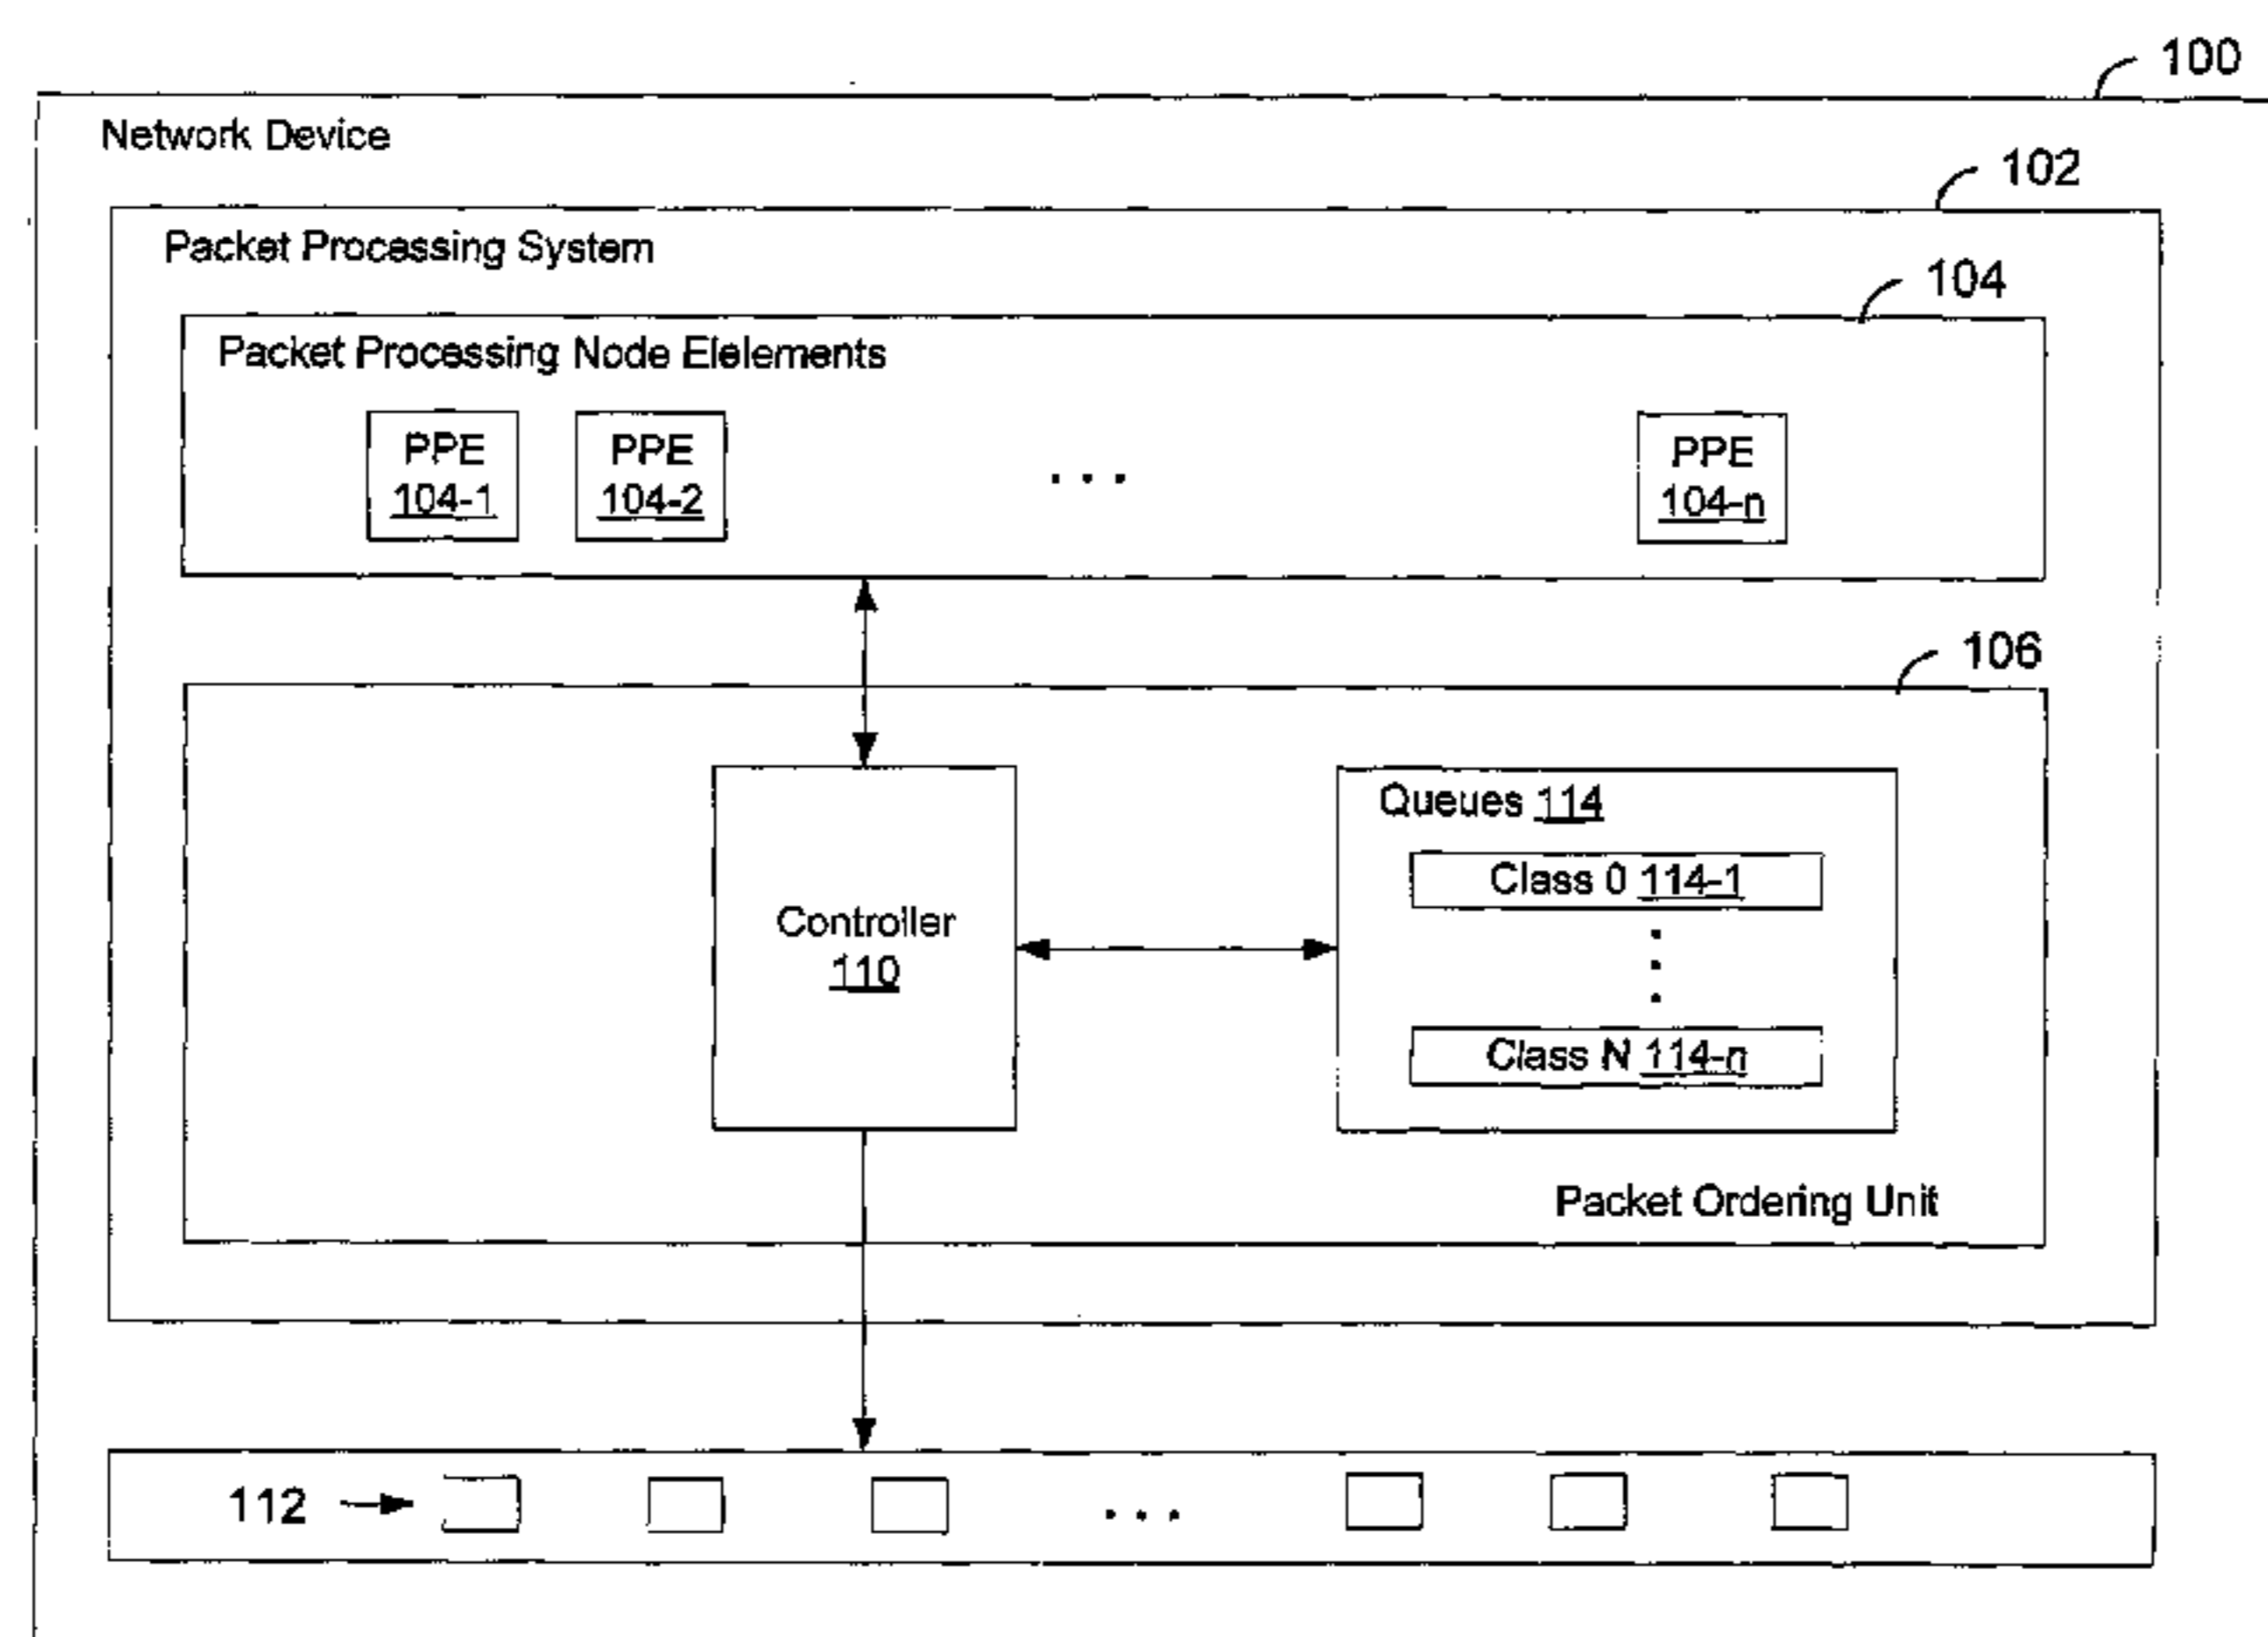 100
Network Device
102
Packet Processing System
104
Packet Processing Node Elelements
PPE
104-1
PPE
104-2
. . .
PPE
104-n
106
Queues 114
Class 0 114-1
Controller
110
Class N 114-n
Packet Ordering Unit
112
. . .